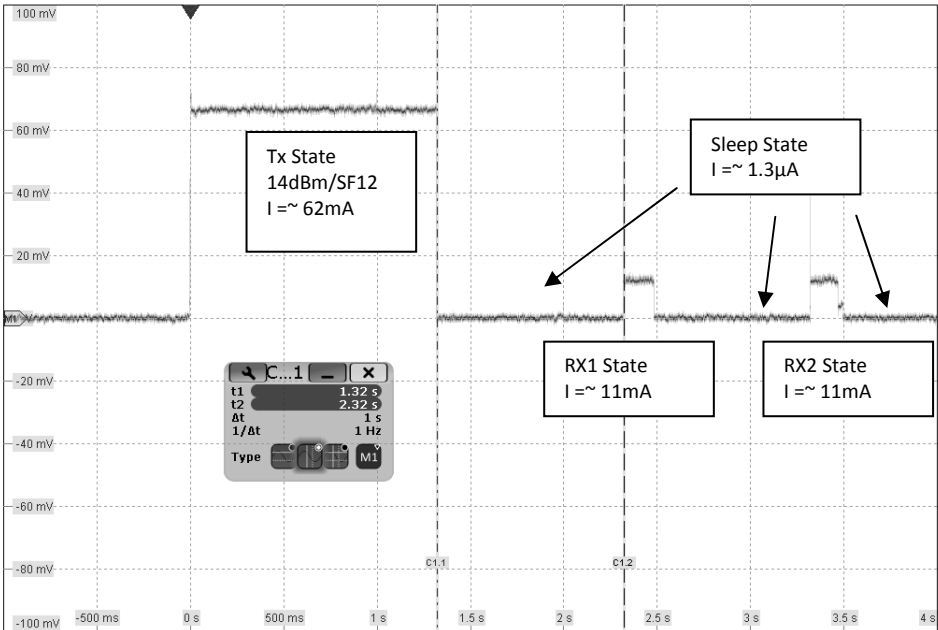 100 mV
80 mV
60 mV
40 mV
20 mV
M1
-20 mV
-40 mV
-60 mV
-80 mV
-100 mV
Tx State
14dBm/SF12
I =~ 62mA
Sleep State
I =~ 1.3µA
RX1 State
I =~ 11mA
RX2 State
I =~ 11mA
C...1
t1 1.32 s
t2 2.32 s
Δt 1 s
1/Δt 1 Hz
Type M1
C1.1
C1.2
-500 ms 0 s 500 ms 1 s 1.5 s 2 s 2.5 s 3 s 3.5 s 4 s